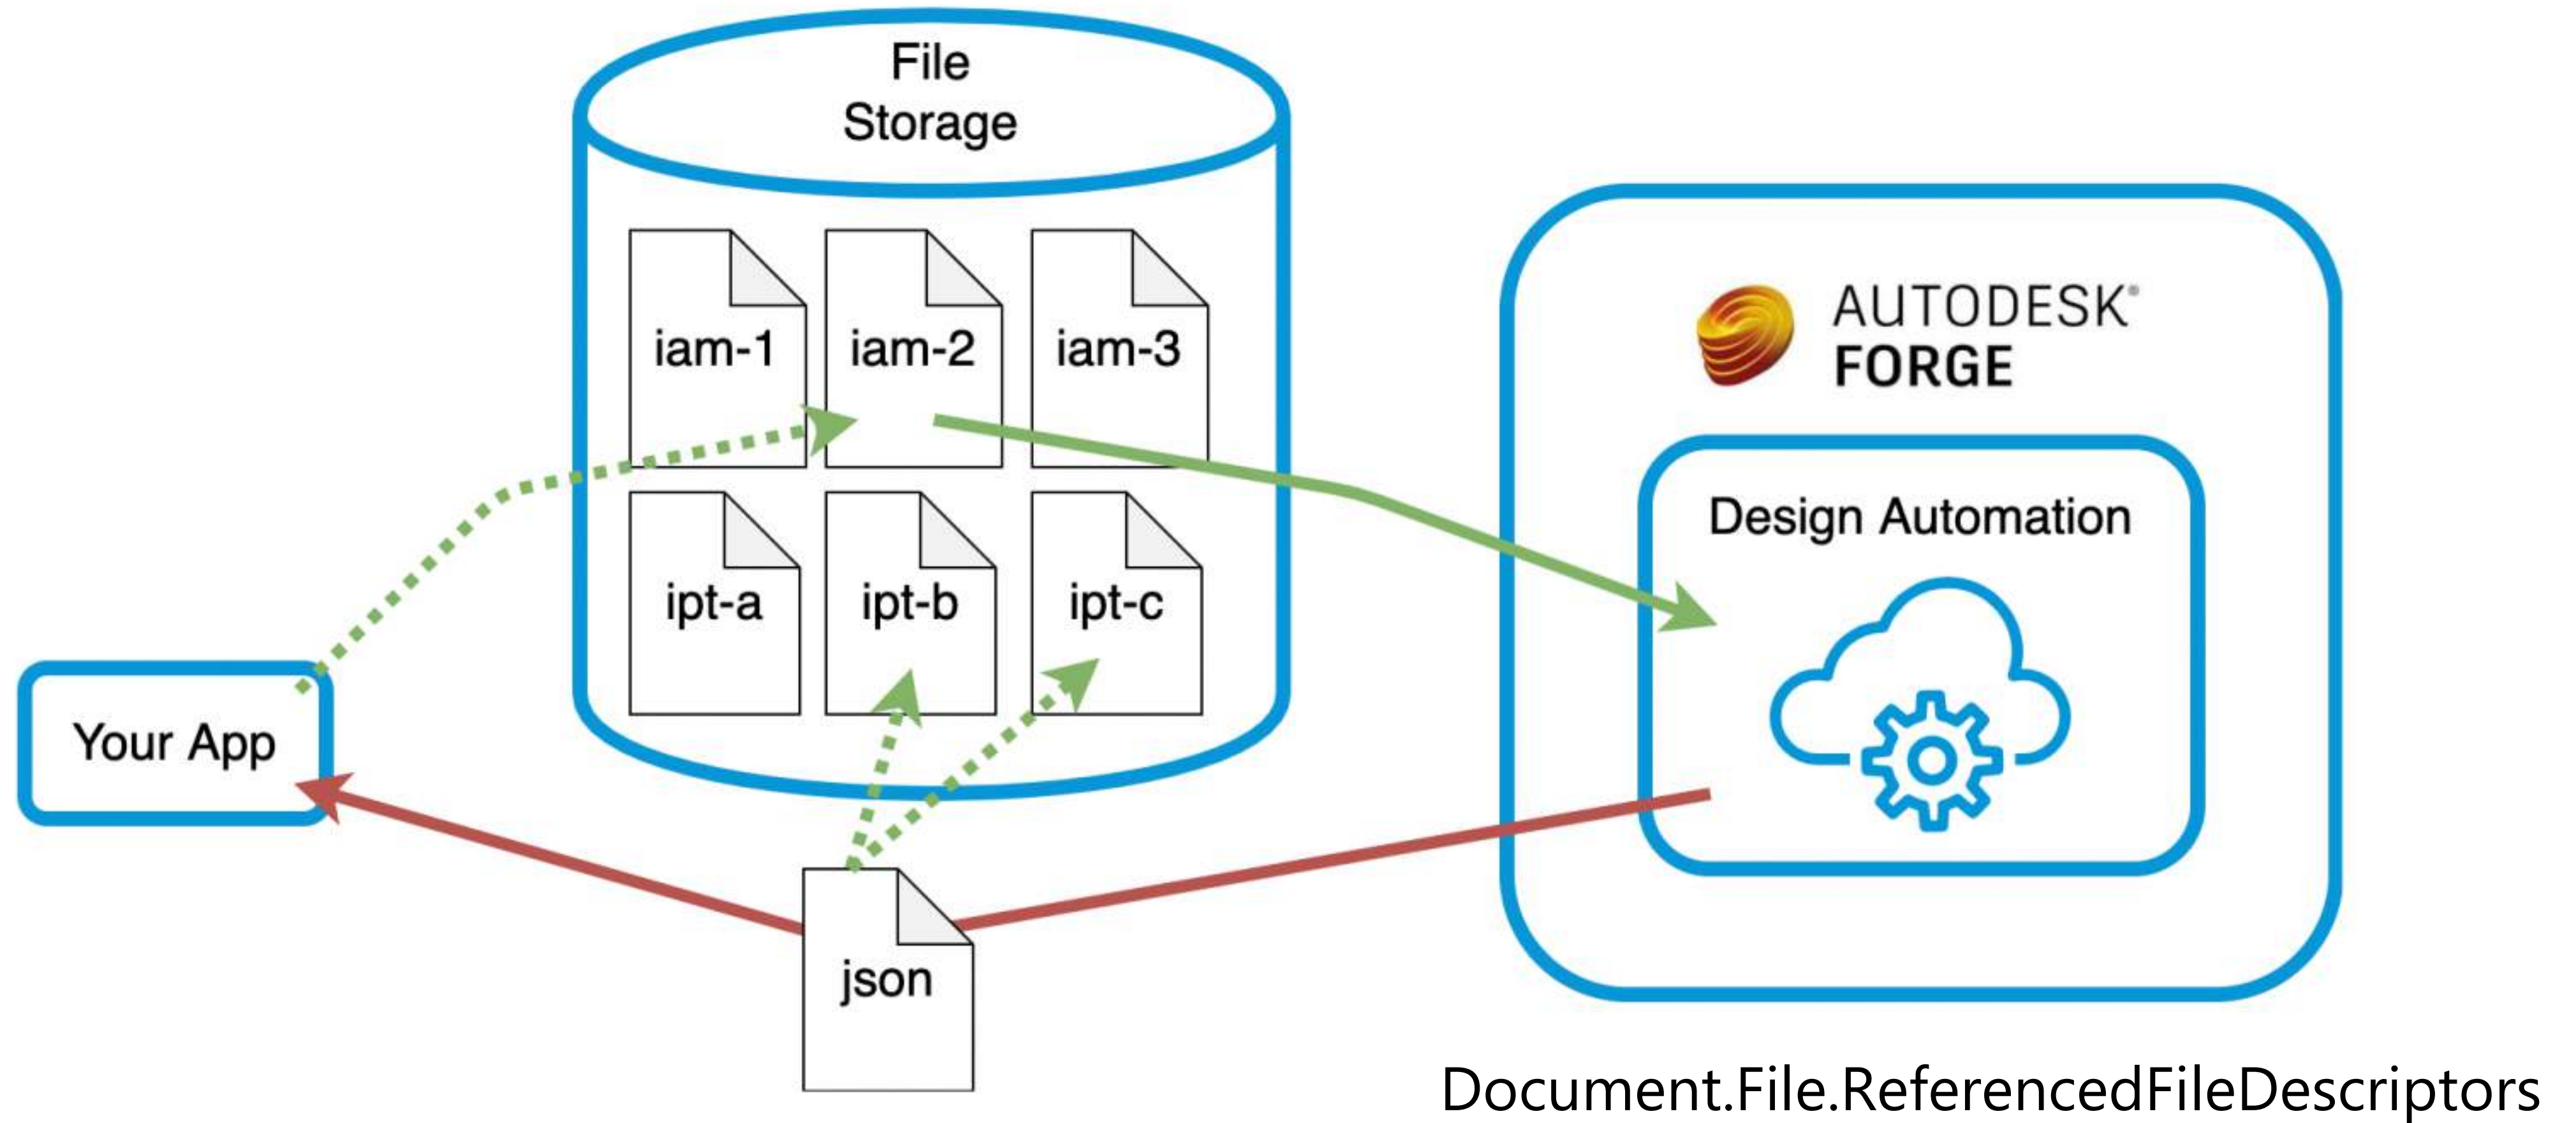 File
Storage
iam-1
iam-2
iam-3
ipt-a
ipt-b
ipt-c
Your App
json
AUTODESK®
FORGE
Design Automation
Document.File.ReferencedFileDescriptors